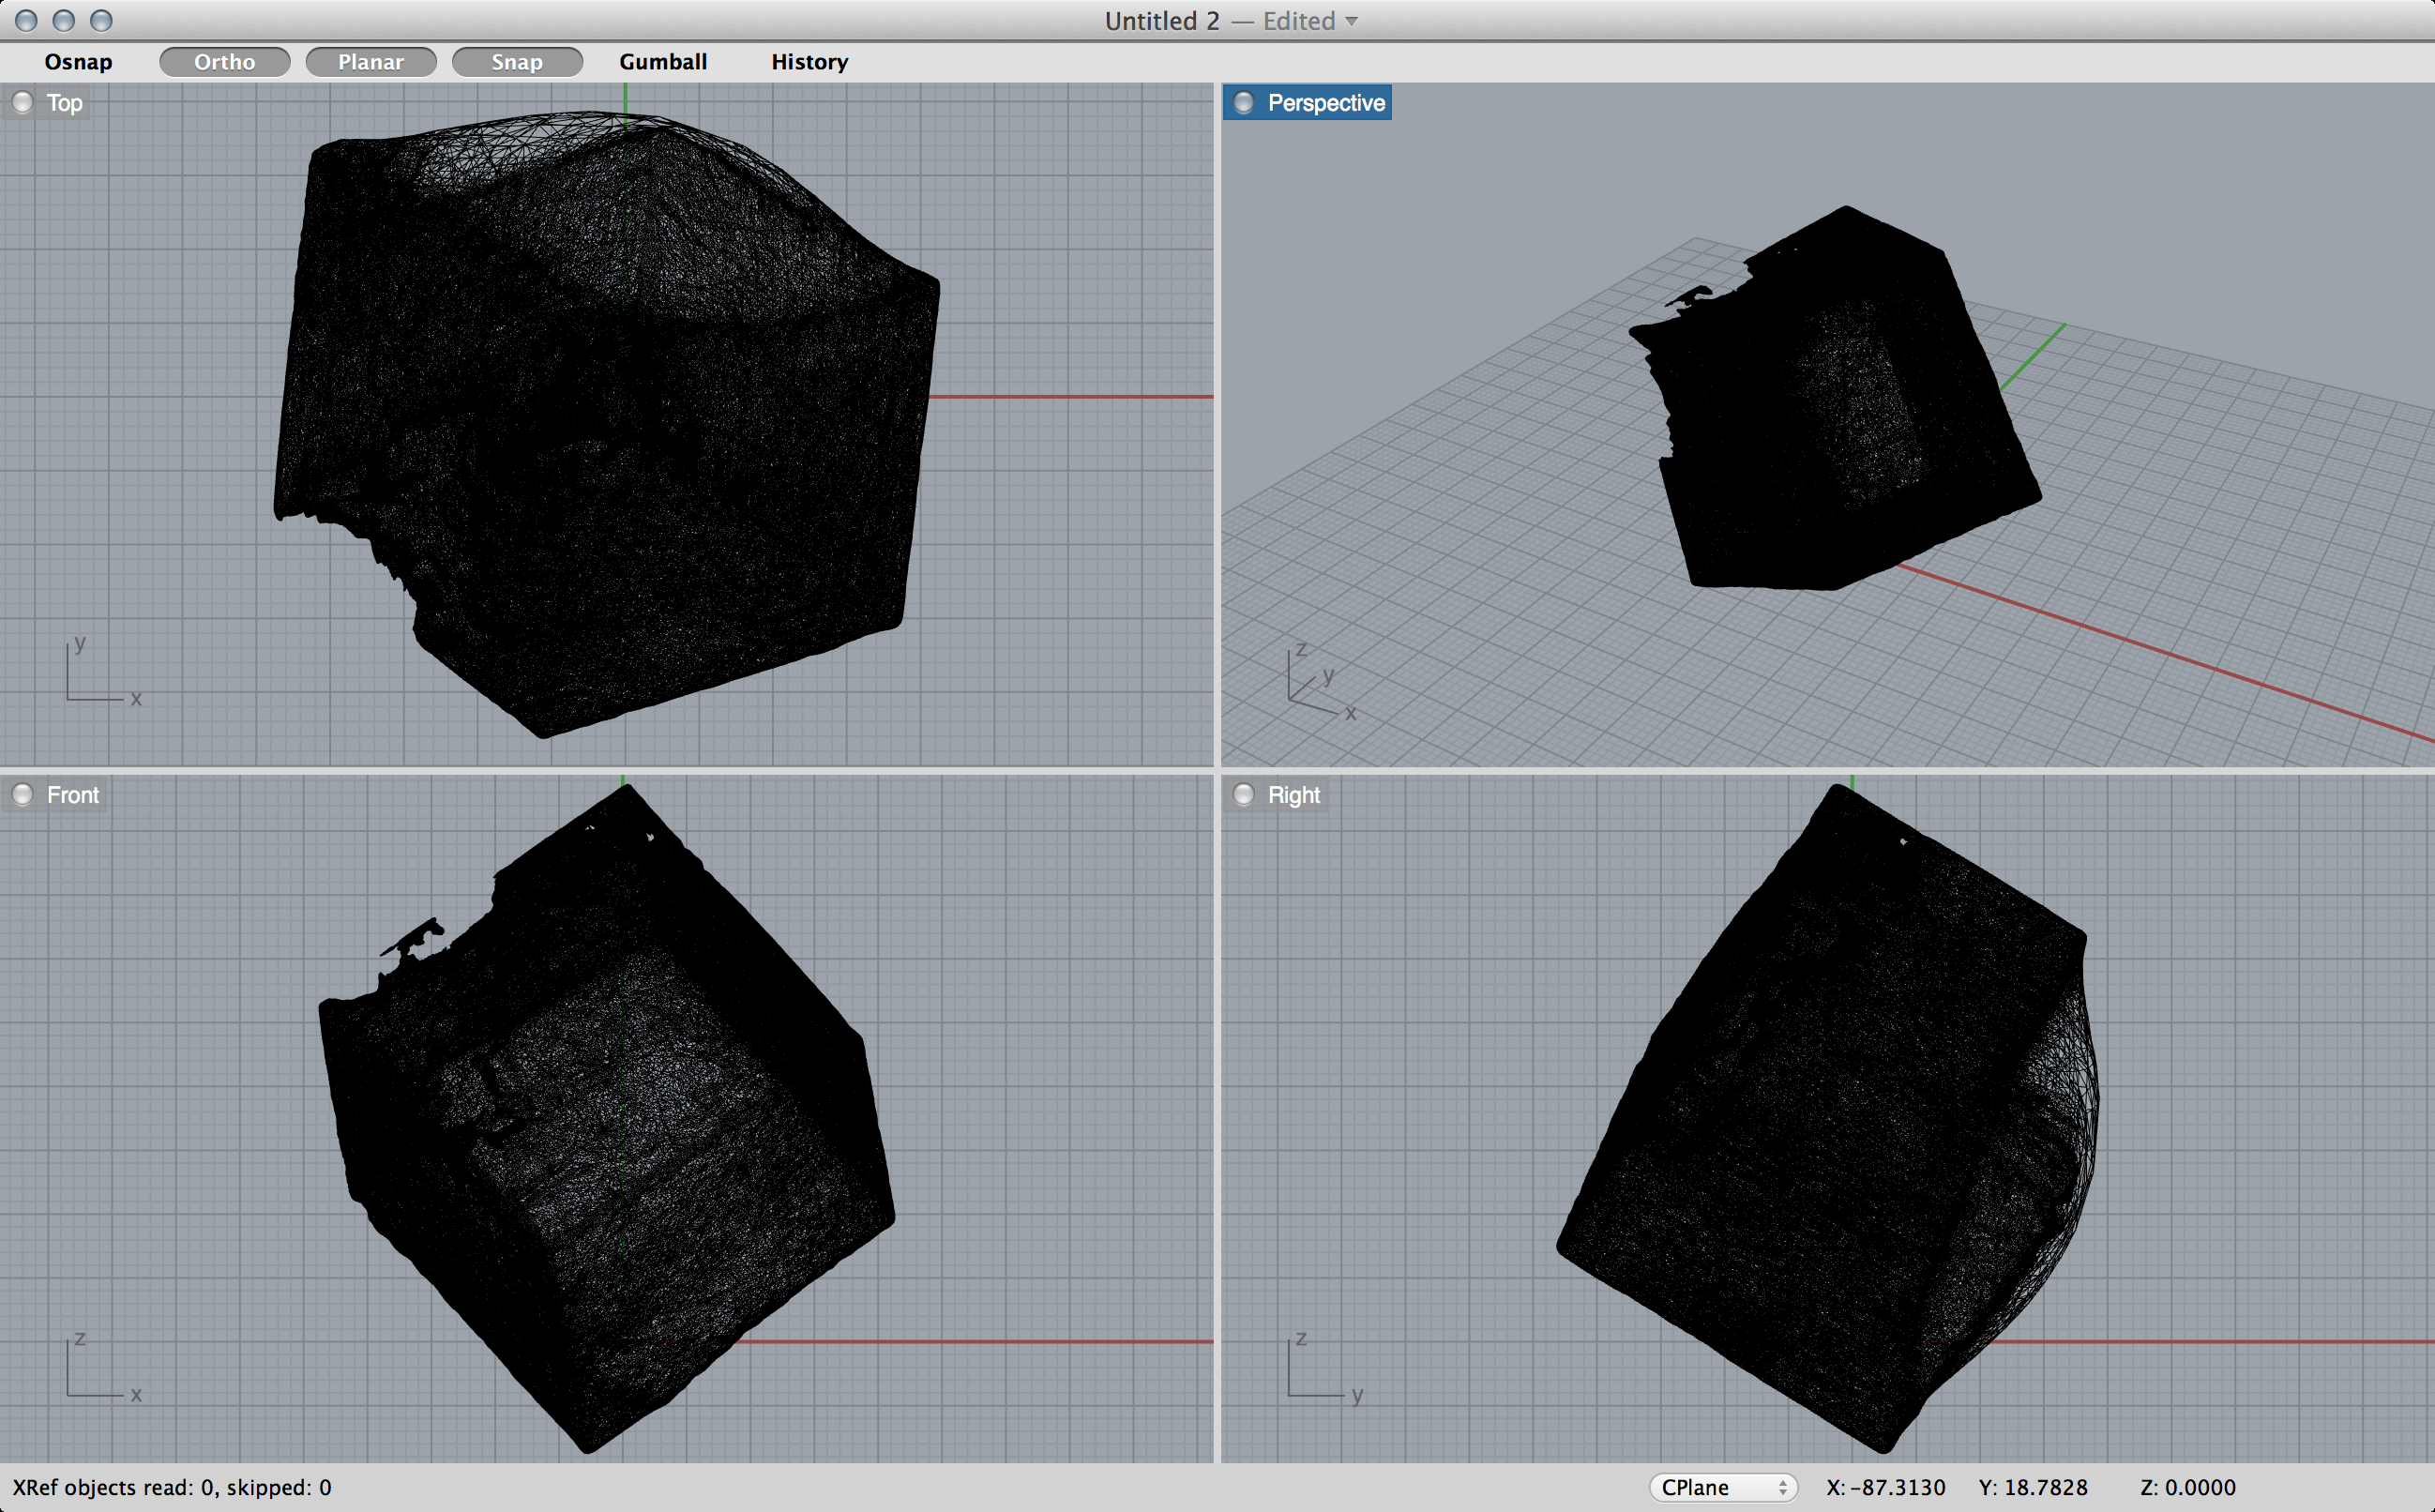 Untitled 2 — Edited
Osnap Ortho Planar Snap Gumball History
Top
Perspective
y
x
z
y
x
Front
Right
z
x
z
y
XRef objects read: 0, skipped: 0 CPlane X: -87.3130 Y: 18.7828 Z: 0.0000